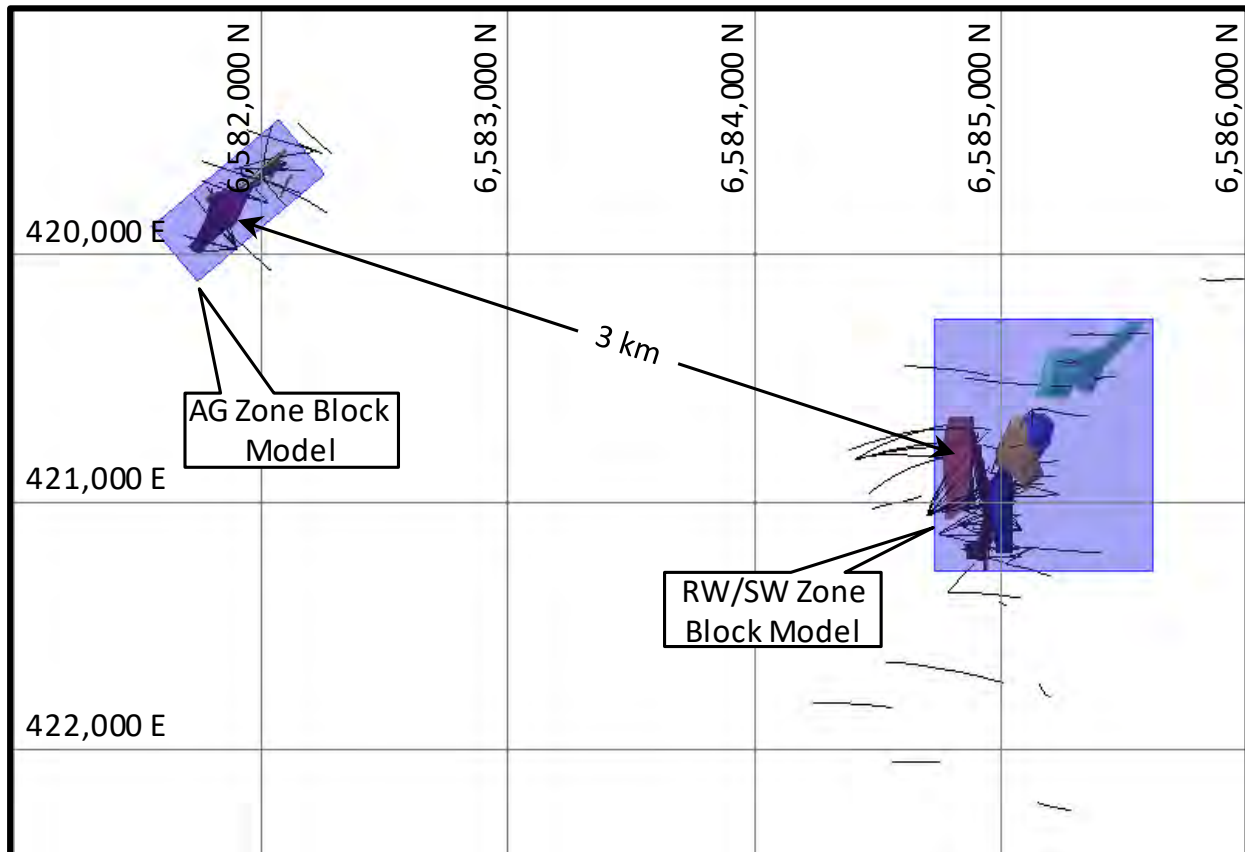 6,582,000 N
6,583,000 N
6,584,000 N
6,585,000 N
6,586,000 N
420,000 E
3 km
AG Zone Block
Model
421,000 E
RW/SW Zone
Block Model
422,000 E